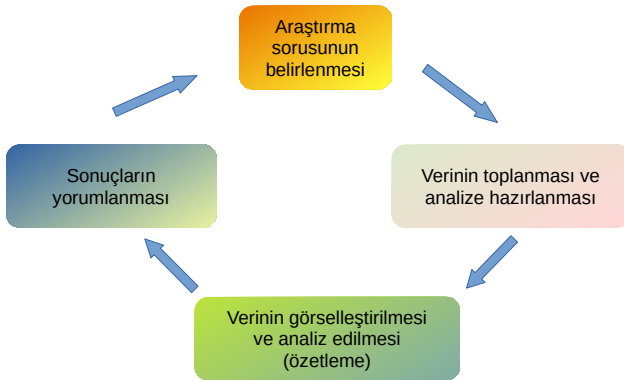 Araştırma
sorusunun
belirlenmesi
Verinin toplanması ve
analize hazırlanması
Verinin görselleştirilmesi
ve analiz edilmesi
(özetleme)
Sonuçların
yorumlanması